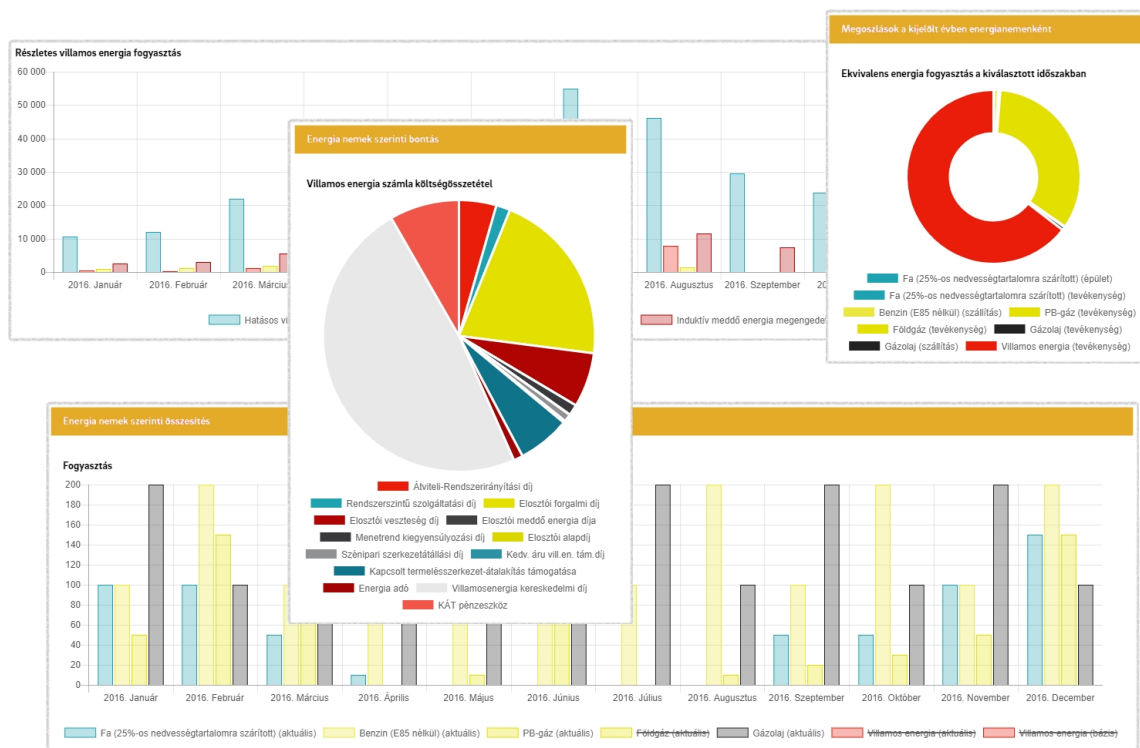 Részletes villamos energia fogyasztás
60 000
50 000
40 000
30 000
20 000
10 000
0
2016. Január
2016. Február
2016. Március
2016. Augusztus
2016. Szeptember
Hatásos
Induktív meddő energia
Megoszlások a kijelölt évben energianemenként
Ekvivalens energia fogyasztás a kiválasztott időszakban
Fa (25%-os nedvességtartalomra szárított) (épület)
Fa (25%-os nedvességtartalomra szárított) (tevékenység)
Benzin (E85 nélkül) (szállítás) PB-gáz (tevékenység)
Földgáz (tevékenység) Gázolaj (tevékenység)
Gázolaj (szállítás) Villamos energia (tevékenység)
Energia nemek szerinti bontás
Villamos energia számla költségösszetétel
Átviteli-Rendszerirányítási díj
Rendszerszintű szolgáltatási díj Elosztói forgalmi díj
Elosztói veszteség díj Elosztói meddő energia díja
Menetrend kiegyensúlyozási díj Elosztói alapdíj
Szénipari szerkezetátállási díj Kedv. áru vill.en. tám.díj
Kapcsolt termelésszerkezet-átalakítás támogatása
Energia adó Villamosenergia kereskedelmi díj
KÁT pénzeszköz
Energia nemek szerinti összesítés
Fogyasztás
200
180
160
140
120
100
80
60
40
20
0
2016. Január 2016. Február 2016. Március 2016. Április 2016. Május 2016. Június 2016. Július 2016. Augusztus 2016. Szeptember 2016. Október 2016. November 2016. December
Fa (25%-os nedvességtartalomra szárított) (aktuális) Benzin (E85 nélkül) (aktuális) PB-gáz (aktuális) Földgáz (aktuális) Gázolaj (aktuális) Villamos energia (aktuális) Villamos energia (bázis)